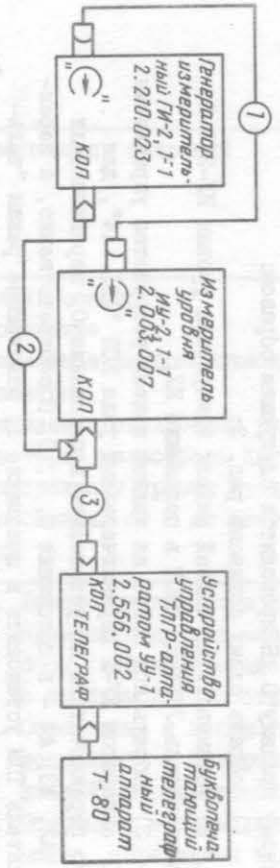 Генератор
измеритель-
ный ГИ-2, 1-1
2.210.023
"(→)"
КОП
Измеритель
уровня
ИУ-2, 1-1
2.003.007
"(→)"
КОП
Устройство
управления
ТЛГР-аппа-
ратом УУ-1
2.556.002
КОП
ТЕЛЕГРАФ
Буквопеча-
тающий
телеграф
ный
аппарат
Т-80
1
2
3